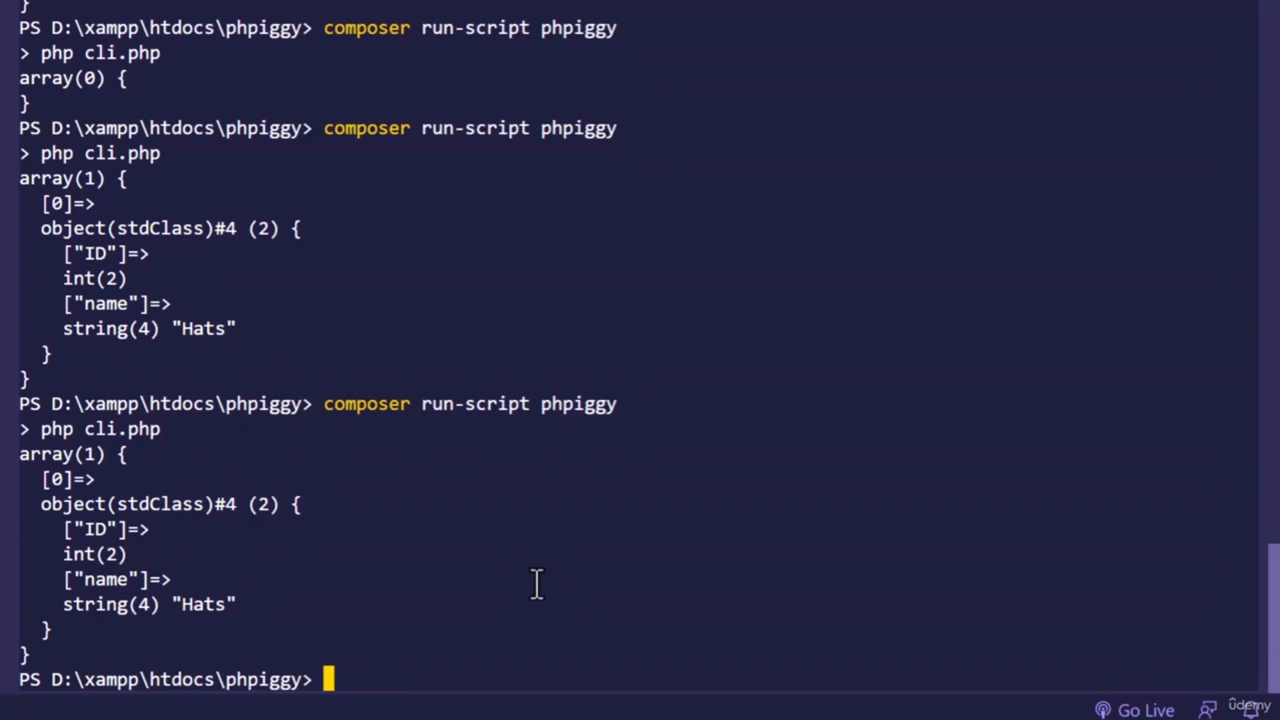 }
PS D:\xampp\htdocs\phpiggy> composer run-script phpiggy
> php cli.php
array(0) {
}
PS D:\xampp\htdocs\phpiggy> composer run-script phpiggy
> php cli.php
array(1) {
  [0]=>
  object(stdClass)#4 (2) {
    ["ID"]=>
    int(2)
    ["name"]=>
    string(4) "Hats"
  }
}
PS D:\xampp\htdocs\phpiggy> composer run-script phpiggy
> php cli.php
array(1) {
  [0]=>
  object(stdClass)#4 (2) {
    ["ID"]=>
    int(2)
    ["name"]=>
    string(4) "Hats"
  }
}
PS D:\xampp\htdocs\phpiggy>
Go Live
udemy